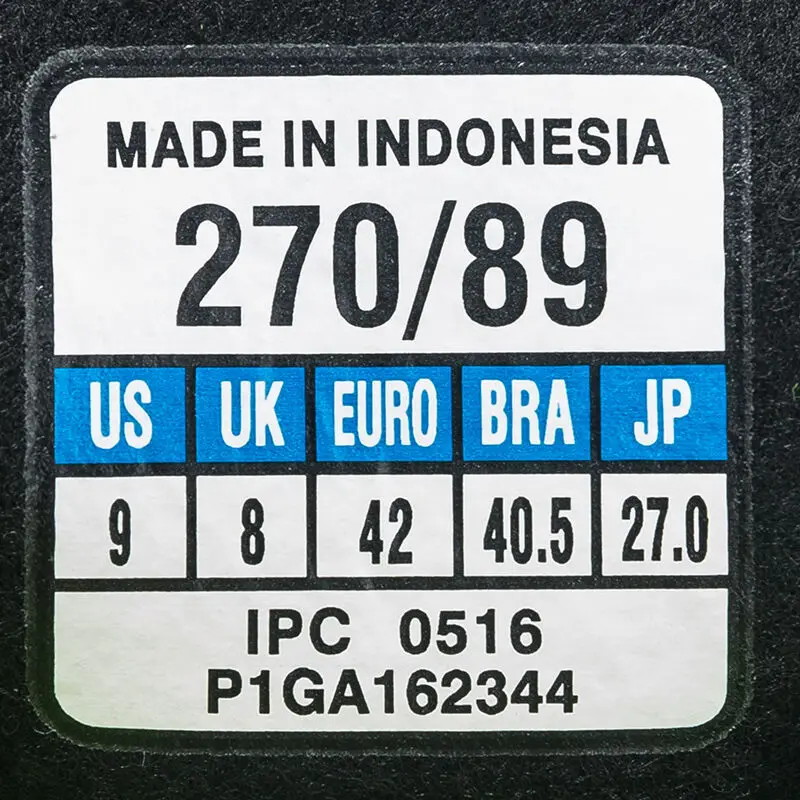 MADE IN INDONESIA
270/89
US UK EURO BRA JP
9 8 42 40.5 27.0
IPC 0516
P1GA162344